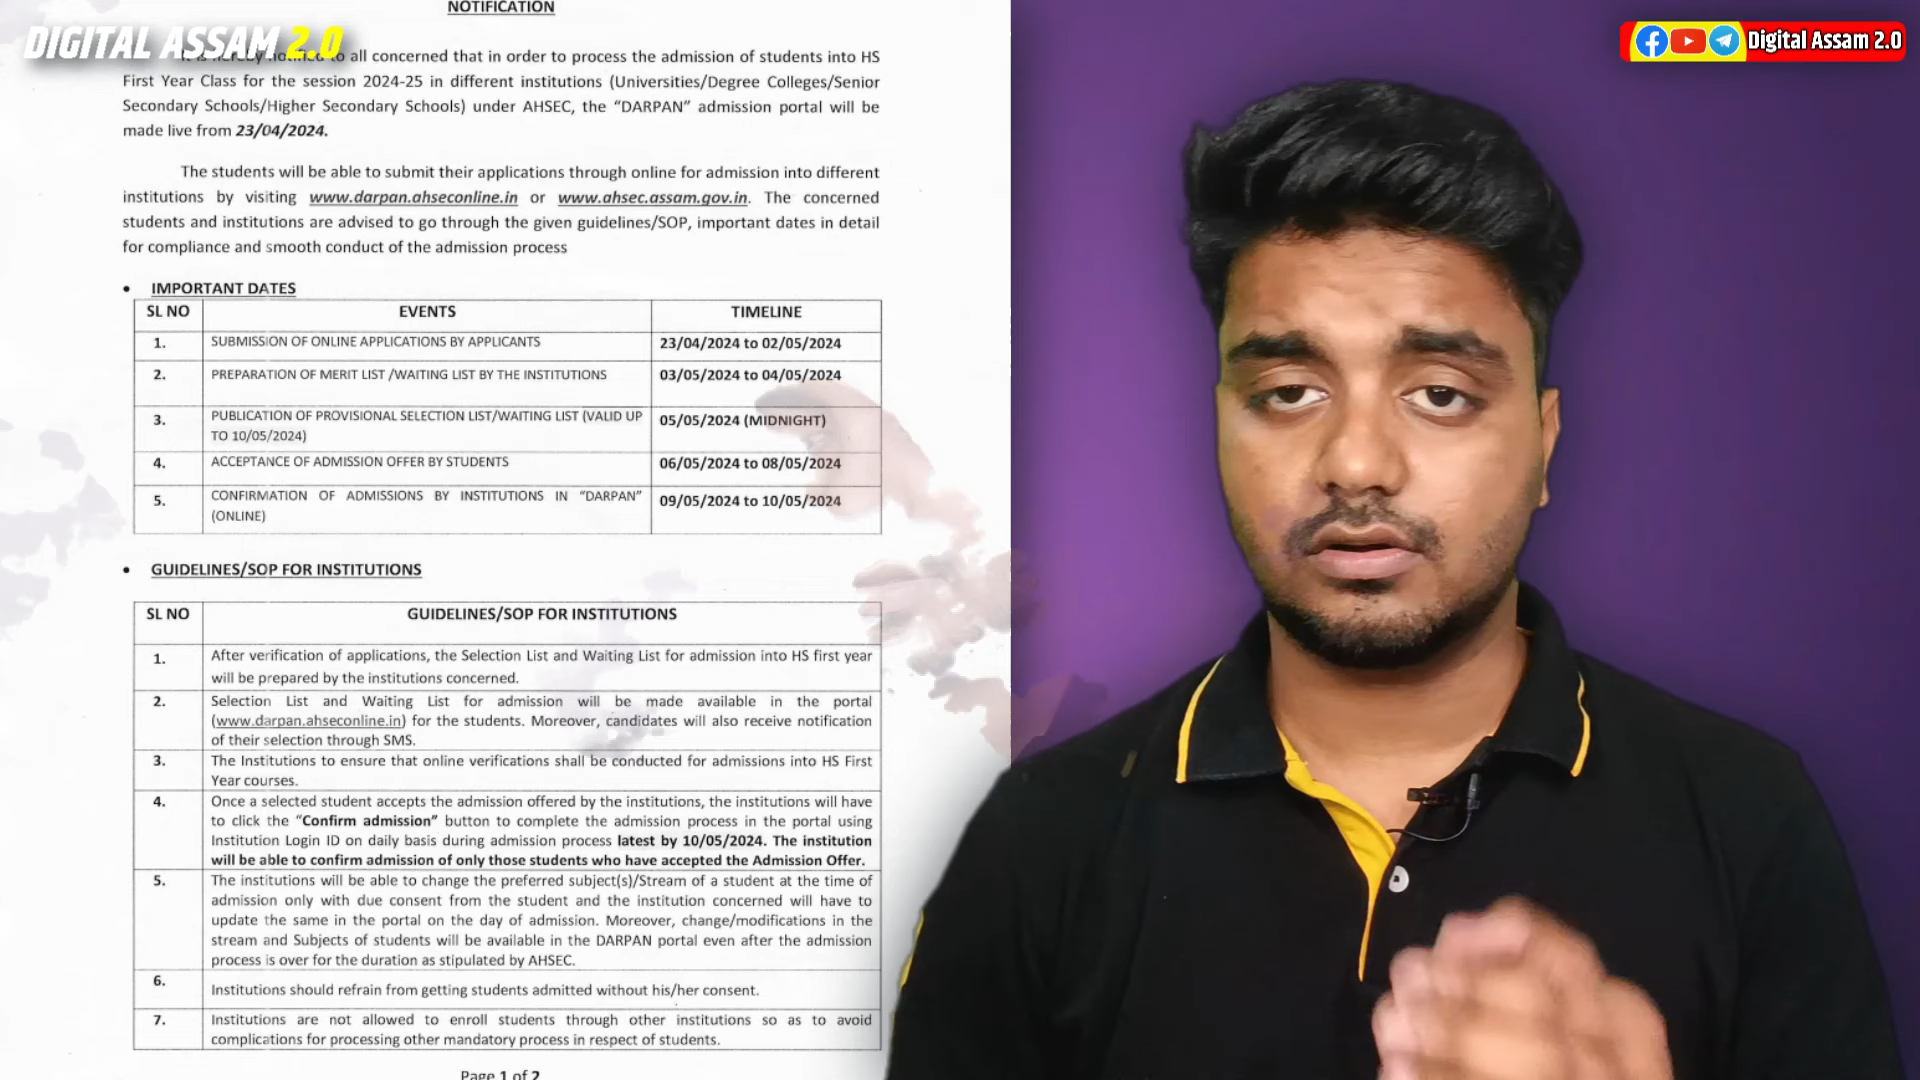 NOTIFICATION
DIGITAL ASSAM 2.0
Digital Assam 2.0
to all concerned that in order to process the admission of students into HS
First Year Class for the session 2024-25 in different institutions (Universities/Degree Colleges/Senior
Secondary Schools/Higher Secondary Schools) under AHSEC, the “DARPAN” admission portal will be
made live from 23/04/2024.
The students will be able to submit their applications through online for admission into different
institutions by visiting www.darpan.ahseconline.in or www.ahsec.assam.gov.in. The concerned
students and institutions are advised to go through the given guidelines/SOP, important dates in detail
for compliance and smooth conduct of the admission process
• IMPORTANT DATES
SL NO EVENTS TIMELINE
1. SUBMISSION OF ONLINE APPLICATIONS BY APPLICANTS 23/04/2024 to 02/05/2024
2. PREPARATION OF MERIT LIST /WAITING LIST BY THE INSTITUTIONS 03/05/2024 to 04/05/2024
3. PUBLICATION OF PROVISIONAL SELECTION LIST/WAITING LIST (VALID UP
TO 10/05/2024) 05/05/2024 (MIDNIGHT)
4. ACCEPTANCE OF ADMISSION OFFER BY STUDENTS 06/05/2024 to 08/05/2024
5. CONFIRMATION OF ADMISSIONS BY INSTITUTIONS IN “DARPAN”
(ONLINE) 09/05/2024 to 10/05/2024
• GUIDELINES/SOP FOR INSTITUTIONS
SL NO GUIDELINES/SOP FOR INSTITUTIONS
1. After verification of applications, the Selection List and Waiting List for admission into HS first year
will be prepared by the institutions concerned.
2. Selection List and Waiting List for admission will be made available in the portal
(www.darpan.ahseconline.in) for the students. Moreover, candidates will also receive notification
of their selection through SMS.
3. The Institutions to ensure that online verifications shall be conducted for admissions into HS First
Year courses.
4. Once a selected student accepts the admission offered by the institutions, the institutions will have
to click the “Confirm admission” button to complete the admission process in the portal using
Institution Login ID on daily basis during admission process latest by 10/05/2024. The institution
will be able to confirm admission of only those students who have accepted the Admission Offer.
5. The institutions will be able to change the preferred subject(s)/Stream of a student at the time of
admission only with due consent from the student and the institution concerned will have to
update the same in the portal on the day of admission. Moreover, change/modifications in the
stream and Subjects of students will be available in the DARPAN portal even after the admission
process is over for the duration as stipulated by AHSEC.
6. Institutions should refrain from getting students admitted without his/her consent.
7. Institutions are not allowed to enroll students through other institutions so as to avoid
complications for processing other mandatory process in respect of students.
Page 1 of 2